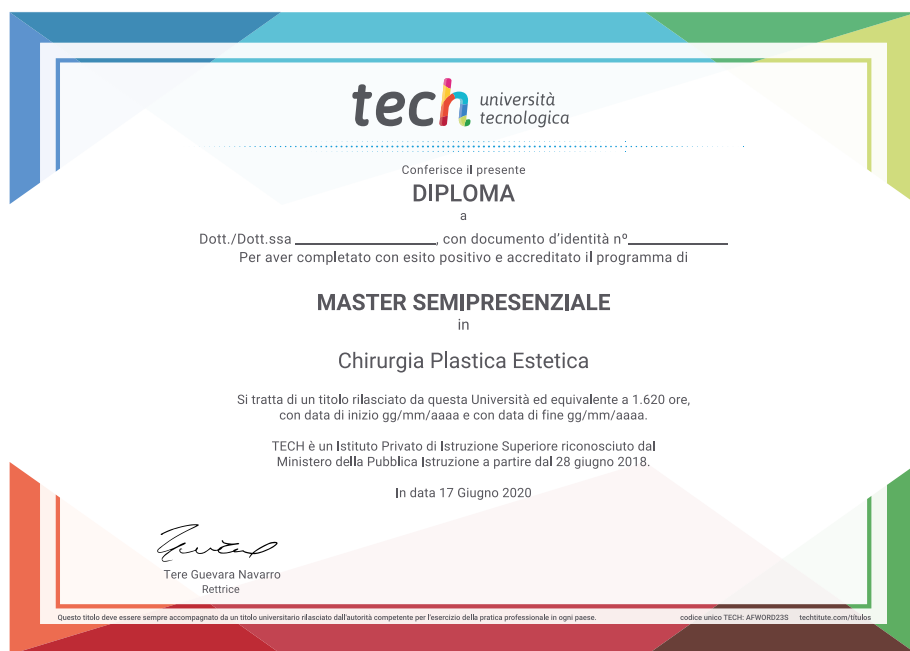 tech università
tecnologica
Conferisce il presente
DIPLOMA
a
Dott./Dott.ssa ________________, con documento d'identità nº____________
Per aver completato con esito positivo e accreditato il programma di
MASTER SEMIPRESENZIALE
in
Chirurgia Plastica Estetica
Si tratta di un titolo rilasciato da questa Università ed equivalente a 1.620 ore,
con data di inizio gg/mm/aaaa e con data di fine gg/mm/aaaa.
TECH è un Istituto Privato di Istruzione Superiore riconosciuto dal
Ministero della Pubblica Istruzione a partire dal 28 giugno 2018.
In data 17 Giugno 2020
Tere Guevara Navarro
Rettrice
Questo titolo deve essere sempre accompagnato da un titolo universitario rilasciato dall'autorità competente per l'esercizio della pratica professionale in ogni paese. codice unico TECH: AFWORD23S techtitute.com/títulos